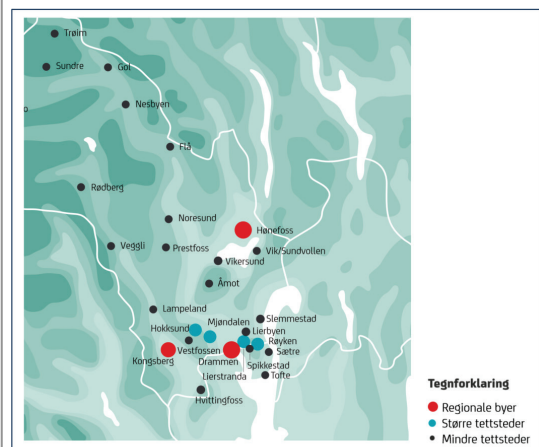 Trøim
Sundre
Gol
Nesbyen
Flå
Rødberg
Noresund
Hønefoss
Veggli
Prestfoss
Vik/Sundvollen
Vikersund
Åmot
Lampeland
Slemmestad
Mjøndalen
Hokksund
Lierbyen
Røyken
Vestfossen
Sætre
Kongsberg
Drammen
Spikkestad
Lierstranda
Tofte
Hvittingfoss
Tegnforklaring
Regionale byer
Større tettsteder
Mindre tettsteder